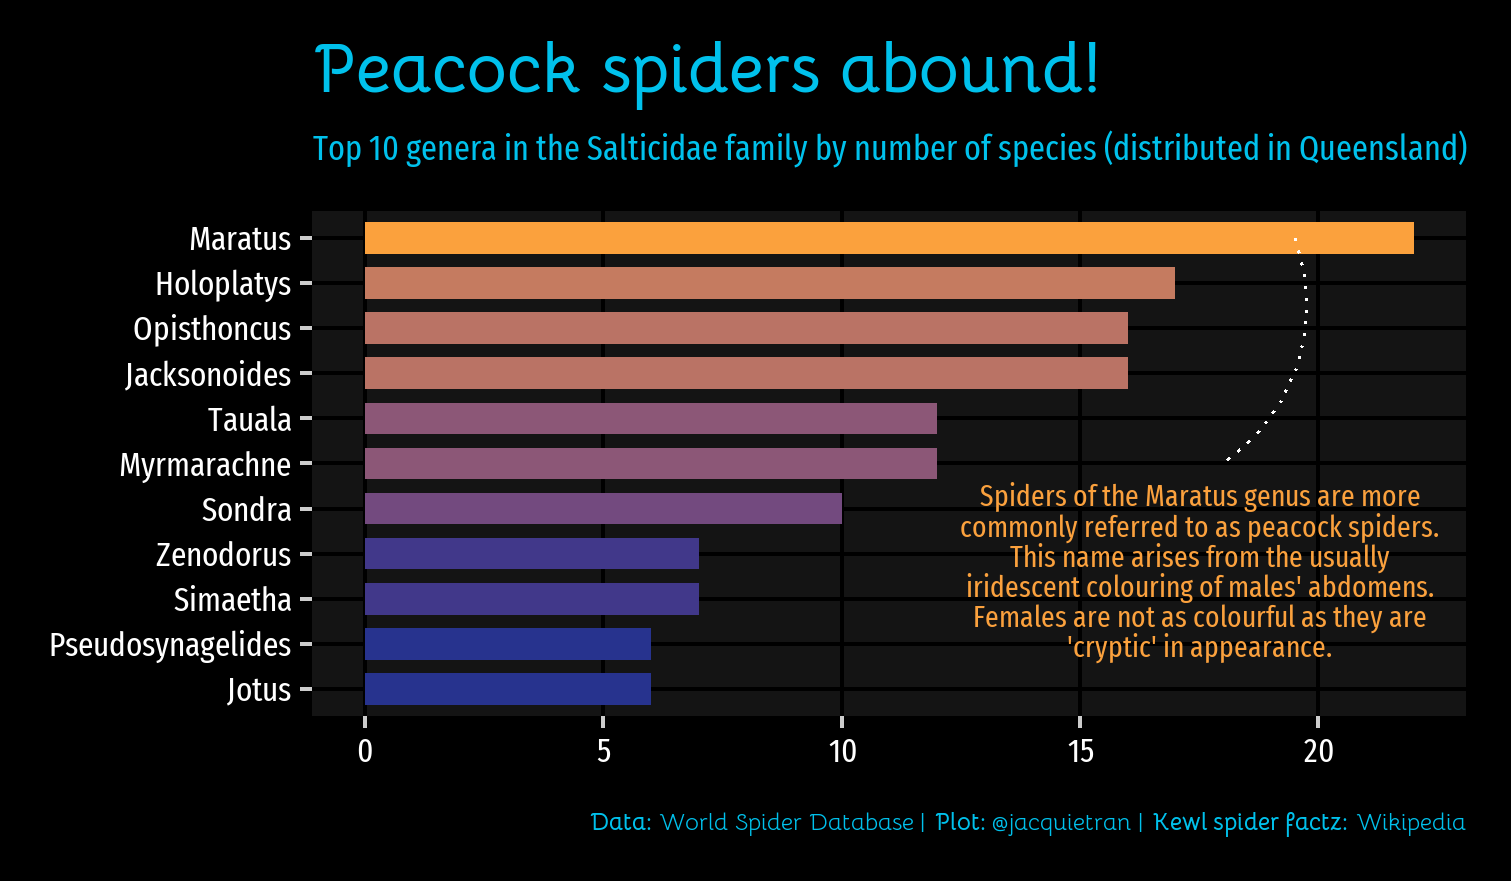 Peacock spiders abound!
Top 10 genera in the Salticidae family by number of species (distributed in Queensland)
Maratus
Holoplatys
Opisthoncus
Jacksonoides
Tauala
Myrmarachne
Sondra
Zenodorus
Simaetha
Pseudosynagelides
Jotus
Spiders of the Maratus genus are more
commonly referred to as peacock spiders.
This name arises from the usually
iridescent colouring of males' abdomens.
Females are not as colourful as they are
'cryptic' in appearance.
0 5 10 15 20
Data: World Spider Database | Plot: @jacquietran | Kewl spider factz: Wikipedia